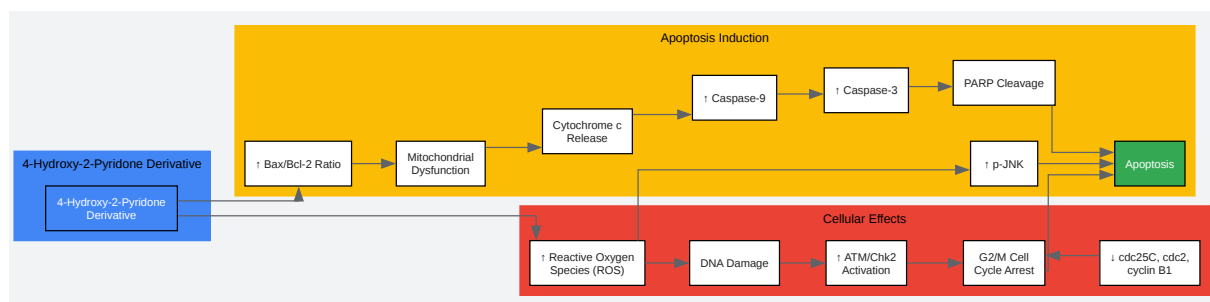 Apoptosis Induction
↑ Caspase-9
↑ Caspase-3
PARP Cleavage
Cytochrome c
Release
4-Hydroxy-2-Pyridone Derivative
↑ Bax/Bcl-2 Ratio
Mitochondrial
Dysfunction
↑ p-JNK
Apoptosis
4-Hydroxy-2-Pyridone
Derivative
Cellular Effects
↑ Reactive Oxygen
Species (ROS)
DNA Damage
↑ ATM/Chk2
Activation
G2/M Cell
Cycle Arrest
↓ cdc25C, cdc2,
cyclin B1